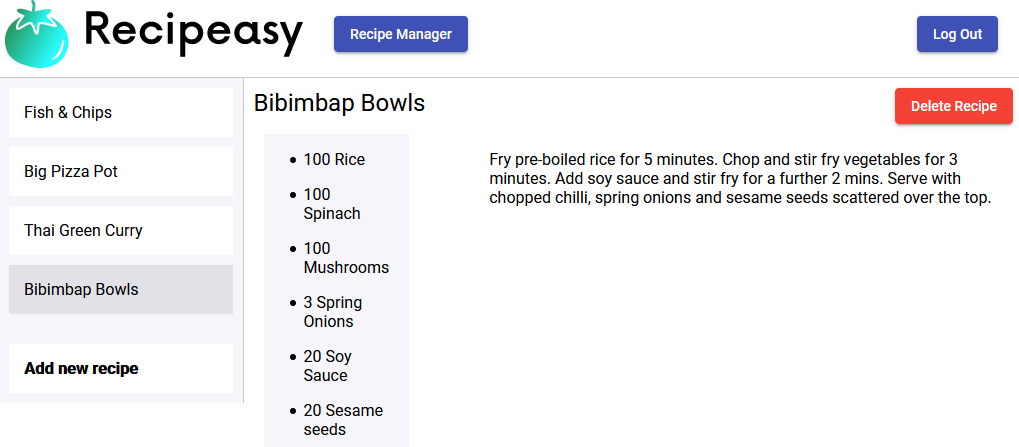 Recipeasy
Recipe Manager
Log Out
Fish & Chips
Big Pizza Pot
Thai Green Curry
Bibimbap Bowls
Add new recipe
Bibimbap Bowls
Delete Recipe
100 Rice
100
Spinach
100
Mushrooms
3 Spring
Onions
20 Soy
Sauce
20 Sesame
seeds
Fry pre-boiled rice for 5 minutes. Chop and stir fry vegetables for 3
minutes. Add soy sauce and stir fry for a further 2 mins. Serve with
chopped chilli, spring onions and sesame seeds scattered over the top.